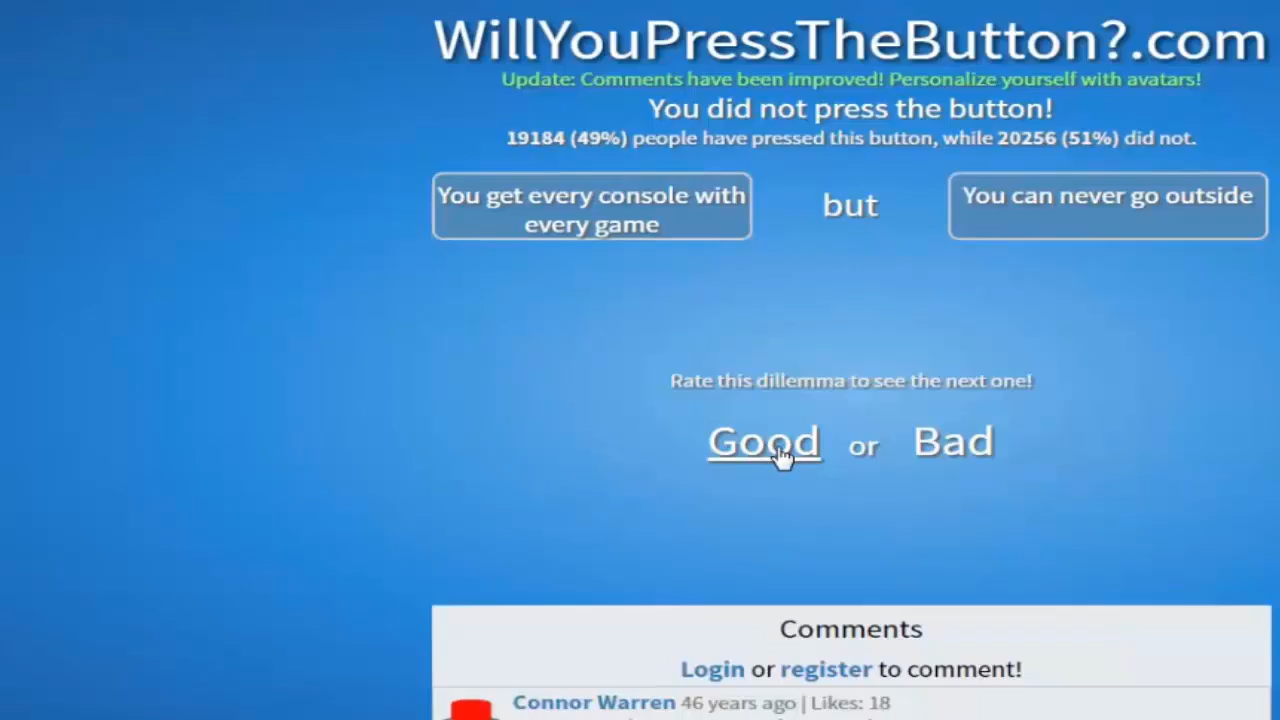 WillYouPressTheButton?.com
Update: Comments have been improved! Personalize yourself with avatars!
You did not press the button!
19184 (49%) people have pressed this button, while 20256 (51%) did not.
You get every console with
every game
but
You can never go outside
Rate this dillemma to see the next one!
Good or Bad
Comments
Login or register to comment!
Connor Warren 46 years ago | Likes: 18